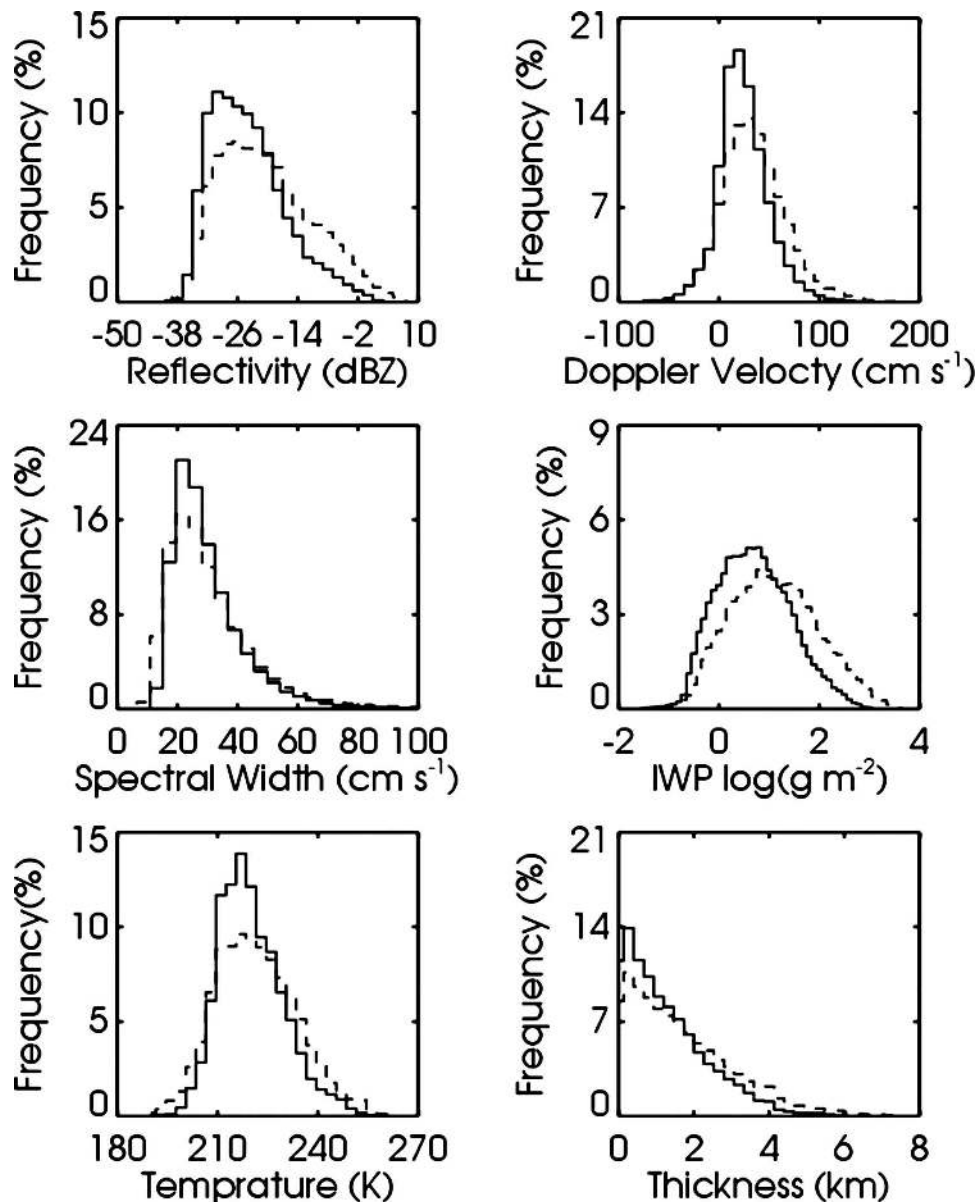 15
10
5
0
Frequency (%)
-50 -38 -26 -14 -2 10
Reflectivity (dBZ)
21
14
7
0
Frequency (%)
-100 0 100 200
Doppler Velocty (cm s-1)
24
16
8
0
Frequency (%)
0 20 40 60 80 100
Spectral Width (cm s-1)
9
6
3
0
Frequency (%)
-2 0 2 4
IWP log(g m-2)
15
10
5
0
Frequency(%)
180 210 240 270
Temprature (K)
21
14
7
0
Frequency (%)
0 2 4 6 8
Thickness (km)